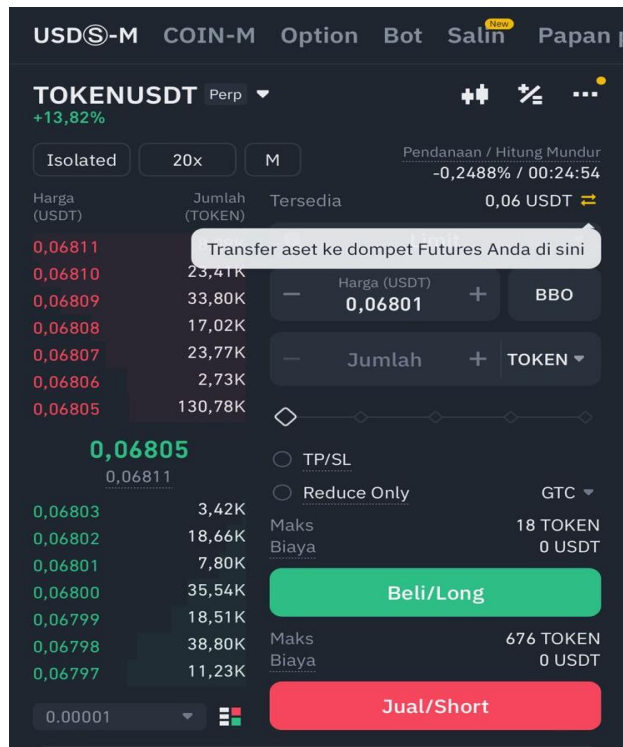 USDⓈ-M COIN-M Option Bot Salin New Papan
TOKENUSDT Perp
+13,82%
Isolated 20x M
Pendanaan / Hitung Mundur
-0,2488% / 00:24:54
Harga (USDT) Jumlah (TOKEN)
Tersedia 0,06 USDT
0,06811
Transfer aset ke dompet Futures Anda di sini
0,06810 23,41K
0,06809 33,80K
0,06808 17,02K
0,06807 23,77K
0,06806 2,73K
0,06805 130,78K
0,06805
0,06811
0,06803 3,42K
0,06802 18,66K
0,06801 7,80K
0,06800 35,54K
0,06799 18,51K
0,06798 38,80K
0,06797 11,23K
0.00001
Harga (USDT)
− 0,06801 + BBO
− Jumlah + TOKEN
TP/SL
Reduce Only GTC
Maks 18 TOKEN
Biaya 0 USDT
Beli/Long
Maks 676 TOKEN
Biaya 0 USDT
Jual/Short